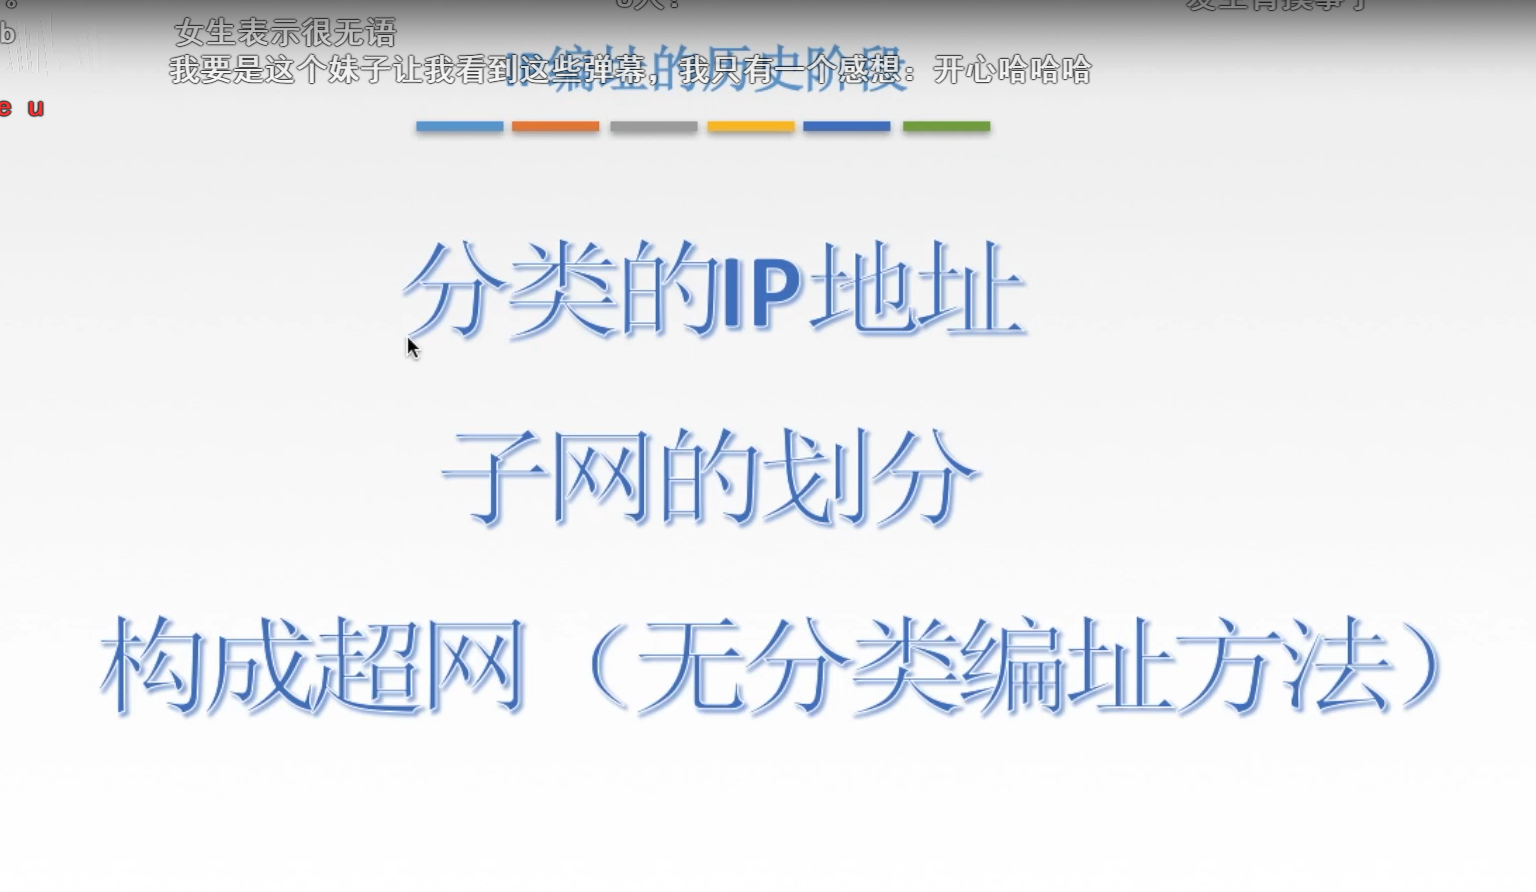 女生表示很无语
我要是这个妹子让我看到这些弹幕，我只有一个感想：开心哈哈哈
IP编址的历史阶段
e u
分类的IP地址
子网的划分
构成超网（无分类编址方法）